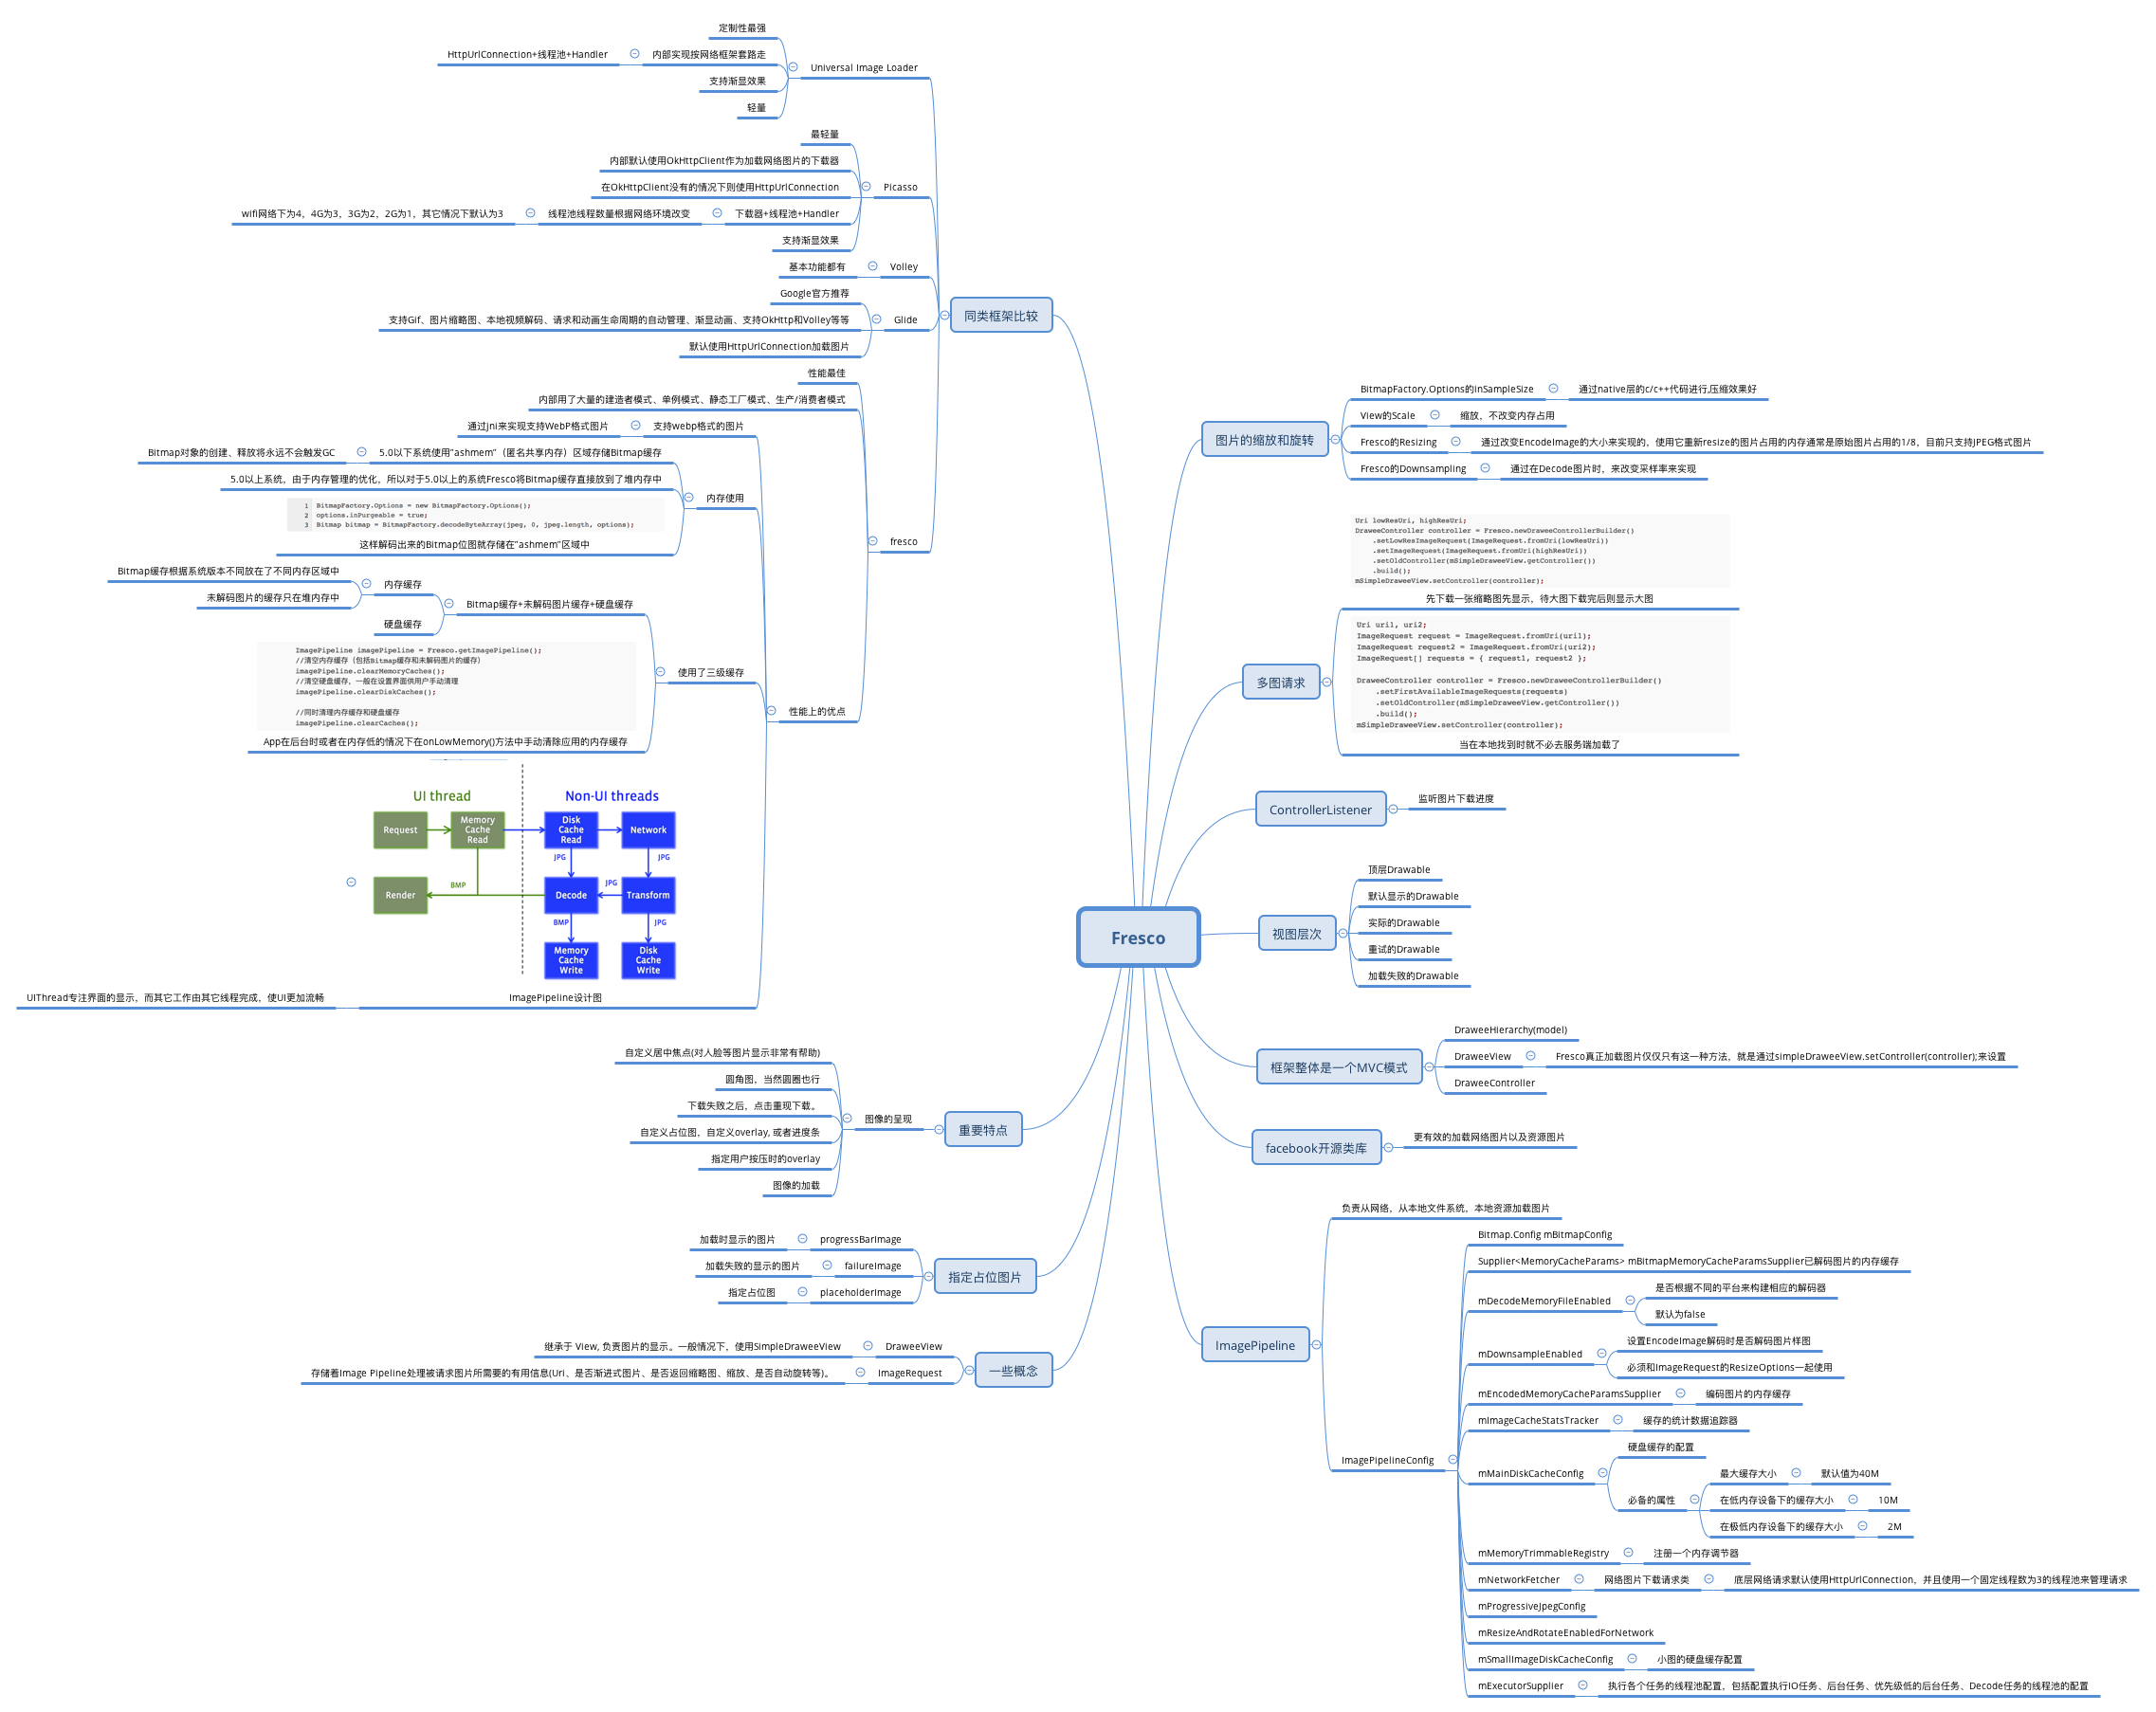 Fresco
同类框架比较
Universal Image Loader
定制性最强
内部实现按网络框架套路走
HttpUrlConnection+线程池+Handler
支持渐显效果
轻量
Picasso
最轻量
内部默认使用OkHttpClient作为加载网络图片的下载器
在OkHttpClient没有的情况下则使用HttpUrlConnection
下载器+线程池+Handler
线程池线程数量根据网络环境改变
wifi网络下为4，4G为3，3G为2，2G为1，其它情况下默认为3
支持渐显效果
Volley
基本功能都有
Glide
Google官方推荐
支持Gif、图片缩略图、本地视频解码、请求和动画生命周期的自动管理、渐显动画、支持OkHttp和Volley等等
默认使用HttpUrlConnection加载图片
fresco
性能最佳
内部用了大量的建造者模式、单例模式、静态工厂模式、生产/消费者模式
性能上的优点
支持webp格式的图片
通过jni来实现支持WebP格式图片
内存使用
5.0以下系统使用"ashmem"（匿名共享内存）区域存储Bitmap缓存
Bitmap对象的创建、释放将永远不会触发GC
5.0以上系统，由于内存管理的优化，所以对于5.0以上的系统Fresco将Bitmap缓存直接放到了堆内存中
1 BitmapFactory.Options = new BitmapFactory.Options();
2 options.inPurgeable = true;
3 Bitmap bitmap = BitmapFactory.decodeByteArray(jpeg, 0, jpeg.length, options);
这样解码出来的Bitmap位图就存储在"ashmem"区域中
使用了三级缓存
Bitmap缓存+未解码图片缓存+硬盘缓存
内存缓存
Bitmap缓存根据系统版本不同放在了不同内存区域中
未解码图片的缓存只在堆内存中
硬盘缓存
ImagePipeline imagePipeline = Fresco.getImagePipeline();
//清空内存缓存（包括Bitmap缓存和未解码图片的缓存）
imagePipeline.clearMemoryCaches();
//清空硬盘缓存，一般在设置界面供用户手动清理
imagePipeline.clearDiskCaches();
//同时清理内存缓存和硬盘缓存
imagePipeline.clearCaches();
App在后台时或者在内存低的情况下在onLowMemory()方法中手动清除应用的内存缓存
UI thread
Non-UI threads
Request
Memory
Cache
Read
Disk
Cache
Read
Network
JPG
JPG
Render
BMP
Decode
JPG
Transform
BMP
JPG
Memory
Cache
Write
Disk
Cache
Write
ImagePipeline设计图
UIThread专注界面的显示，而其它工作由其它线程完成，使UI更加流畅
重要特点
图像的呈现
自定义居中焦点(对人脸等图片显示非常有帮助)
圆角图，当然圆圈也行
下载失败之后，点击重现下载。
自定义占位图，自定义overlay, 或者进度条
指定用户按压时的overlay
图像的加载
指定占位图片
progressBarImage
加载时显示的图片
failureImage
加载失败的显示的图片
placeholderImage
指定占位图
一些概念
DraweeView
继承于 View, 负责图片的显示。一般情况下，使用SimpleDraweeView
ImageRequest
存储着Image Pipeline处理被请求图片所需要的有用信息(Uri、是否渐进式图片、是否返回缩略图、缩放、是否自动旋转等)。
图片的缩放和旋转
BitmapFactory.Options的inSampleSize
通过native层的c/c++代码进行,压缩效果好
View的Scale
缩放，不改变内存占用
Fresco的Resizing
通过改变EncodeImage的大小来实现的，使用它重新resize的图片占用的内存通常是原始图片占用的1/8，目前只支持JPEG格式图片
Fresco的Downsampling
通过在Decode图片时，来改变采样率来实现
多图请求
Uri lowResUri, highResUri;
DraweeController controller = Fresco.newDraweeControllerBuilder()
.setLowResImageRequest(ImageRequest.fromUri(lowResUri))
.setImageRequest(ImageRequest.fromUri(highResUri))
.setOldController(mSimpleDraweeView.getController())
.build();
mSimpleDraweeView.setController(controller);
先下载一张缩略图先显示，待大图下载完后则显示大图
Uri uri1, uri2;
ImageRequest request = ImageRequest.fromUri(uri1);
ImageRequest request2 = ImageRequest.fromUri(uri2);
ImageRequest[] requests = { request1, request2 };
DraweeController controller = Fresco.newDraweeControllerBuilder()
.setFirstAvailableImageRequests(requests)
.setOldController(mSimpleDraweeView.getController())
.build();
mSimpleDraweeView.setController(controller);
当在本地找到时就不必去服务端加载了
ControllerListener
监听图片下载进度
视图层次
顶层Drawable
默认显示的Drawable
实际的Drawable
重试的Drawable
加载失败的Drawable
框架整体是一个MVC模式
DraweeHierarchy(model)
DraweeView
Fresco真正加载图片仅仅只有这一种方法，就是通过simpleDraweeView.setController(controller);来设置
DraweeController
facebook开源类库
更有效的加载网络图片以及资源图片
ImagePipeline
负责从网络，从本地文件系统，本地资源加载图片
ImagePipelineConfig
Bitmap.Config mBitmapConfig
Supplier<MemoryCacheParams> mBitmapMemoryCacheParamsSupplier已解码图片的内存缓存
mDecodeMemoryFileEnabled
是否根据不同的平台来构建相应的解码器
默认为false
mDownsampleEnabled
设置EncodeImage解码时是否解码图片样图
必须和ImageRequest的ResizeOptions一起使用
mEncodedMemoryCacheParamsSupplier
编码图片的内存缓存
mImageCacheStatsTracker
缓存的统计数据追踪器
mMainDiskCacheConfig
硬盘缓存的配置
必备的属性
最大缓存大小
默认值为40M
在低内存设备下的缓存大小
10M
在极低内存设备下的缓存大小
2M
mMemoryTrimmableRegistry
注册一个内存调节器
mNetworkFetcher
网络图片下载请求类
底层网络请求默认使用HttpUrlConnection，并且使用一个固定线程数为3的线程池来管理请求
mProgressiveJpegConfig
mResizeAndRotateEnabledForNetwork
mSmallImageDiskCacheConfig
小图的硬盘缓存配置
mExecutorSupplier
执行各个任务的线程池配置，包括配置执行IO任务、后台任务、优先级低的后台任务、Decode任务的线程池的配置